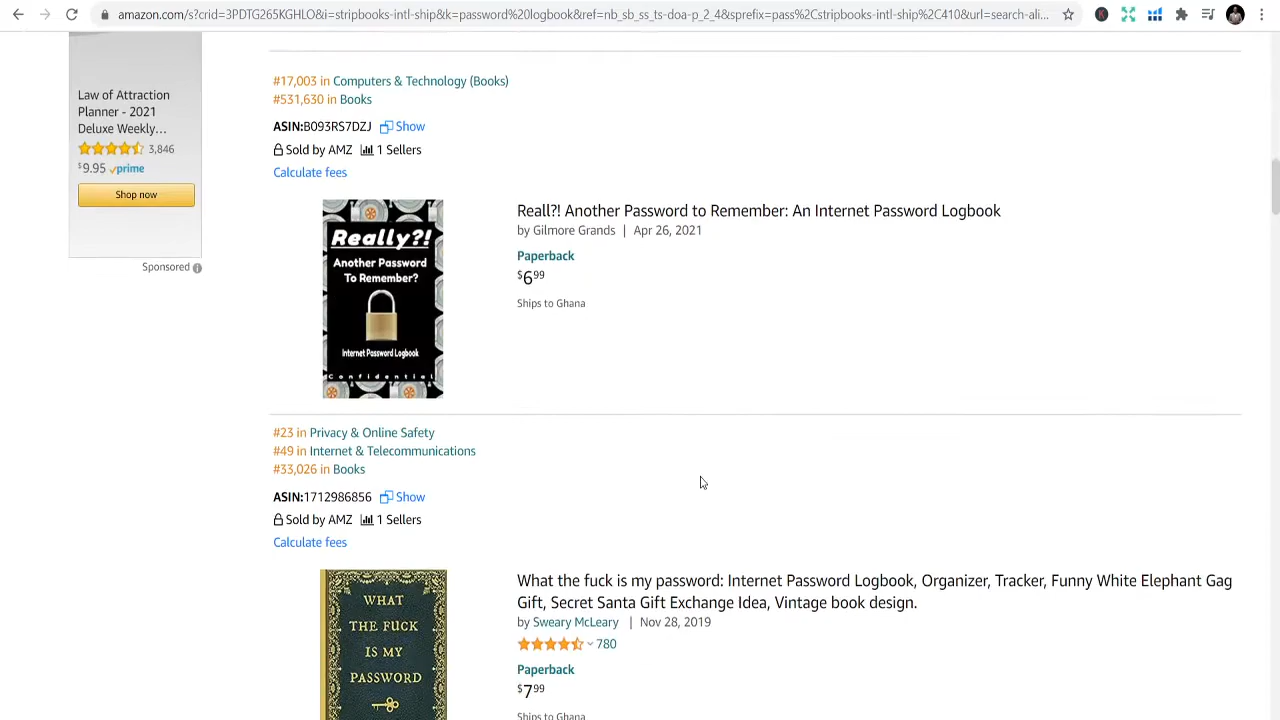 amazon.com/s?crid=3PDTG265KGHLO&i=stripbooks-intl-ship&k=password%20logbook&ref=nb_sb_ss_ts-doa-p_2_4&sprefix=pass%2Cstripbooks-intl-ship%2C410&url=search-ali...
Law of Attraction
Planner - 2021
Deluxe Weekly...
3,846
$9.95 prime
Shop now
Sponsored
#17,003 in Computers & Technology (Books)
#531,630 in Books
ASIN:B093RS7DZJ Show
Sold by AMZ 1 Sellers
Calculate fees
Really?!
Another Password
To Remember?
Internet Password Logbook
Confidential
Reall?! Another Password to Remember: An Internet Password Logbook
by Gilmore Grands | Apr 26, 2021
Paperback
$6.99
Ships to Ghana
#23 in Privacy & Online Safety
#49 in Internet & Telecommunications
#33,026 in Books
ASIN:1712986856 Show
Sold by AMZ 1 Sellers
Calculate fees
WHAT
THE FUCK
IS MY
PASSWORD
What the fuck is my password: Internet Password Logbook, Organizer, Tracker, Funny White Elephant Gag
Gift, Secret Santa Gift Exchange Idea, Vintage book design.
by Sweary McLeary | Nov 28, 2019
780
Paperback
$7.99
Ships to Ghana